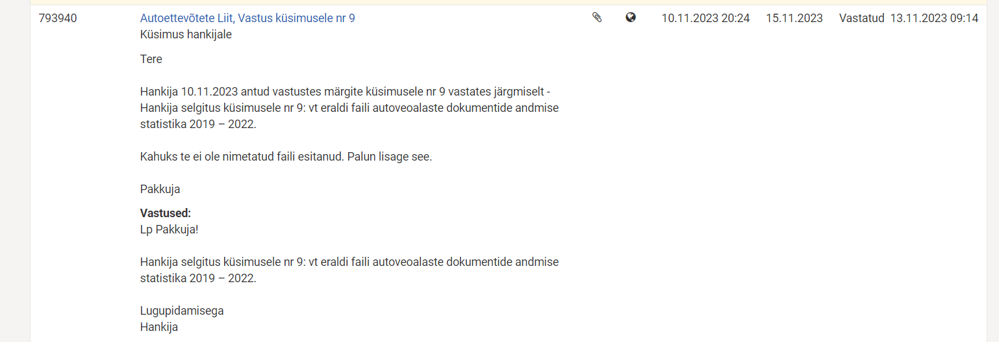 793940 Autoettevõtete Liit, Vastus küsimusele nr 9 10.11.2023 20:24 15.11.2023 Vastatud 13.11.2023 09:14
Küsimus hankijale
Tere
Hankija 10.11.2023 antud vastustes märgite küsimusele nr 9 vastates järgmiselt -
Hankija selgitus küsimusele nr 9: vt eraldi faili autoveoalaste dokumentide andmise
statistika 2019 – 2022.
Kahuks te ei ole nimetatud faili esitanud. Palun lisage see.
Pakkuja
Vastused:
Lp Pakkuja!
Hankija selgitus küsimusele nr 9: vt eraldi faili autoveoalaste dokumentide andmise
statistika 2019 – 2022.
Lugupidamisega
Hankija